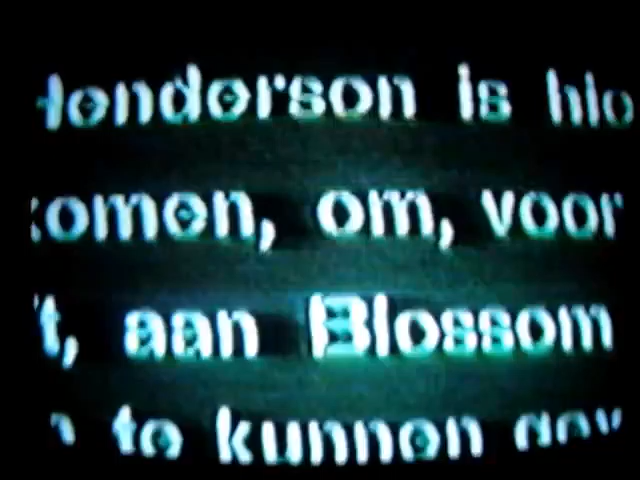 Henderson is hie
komen, om, voor
't, aan Blossom
te kunnen